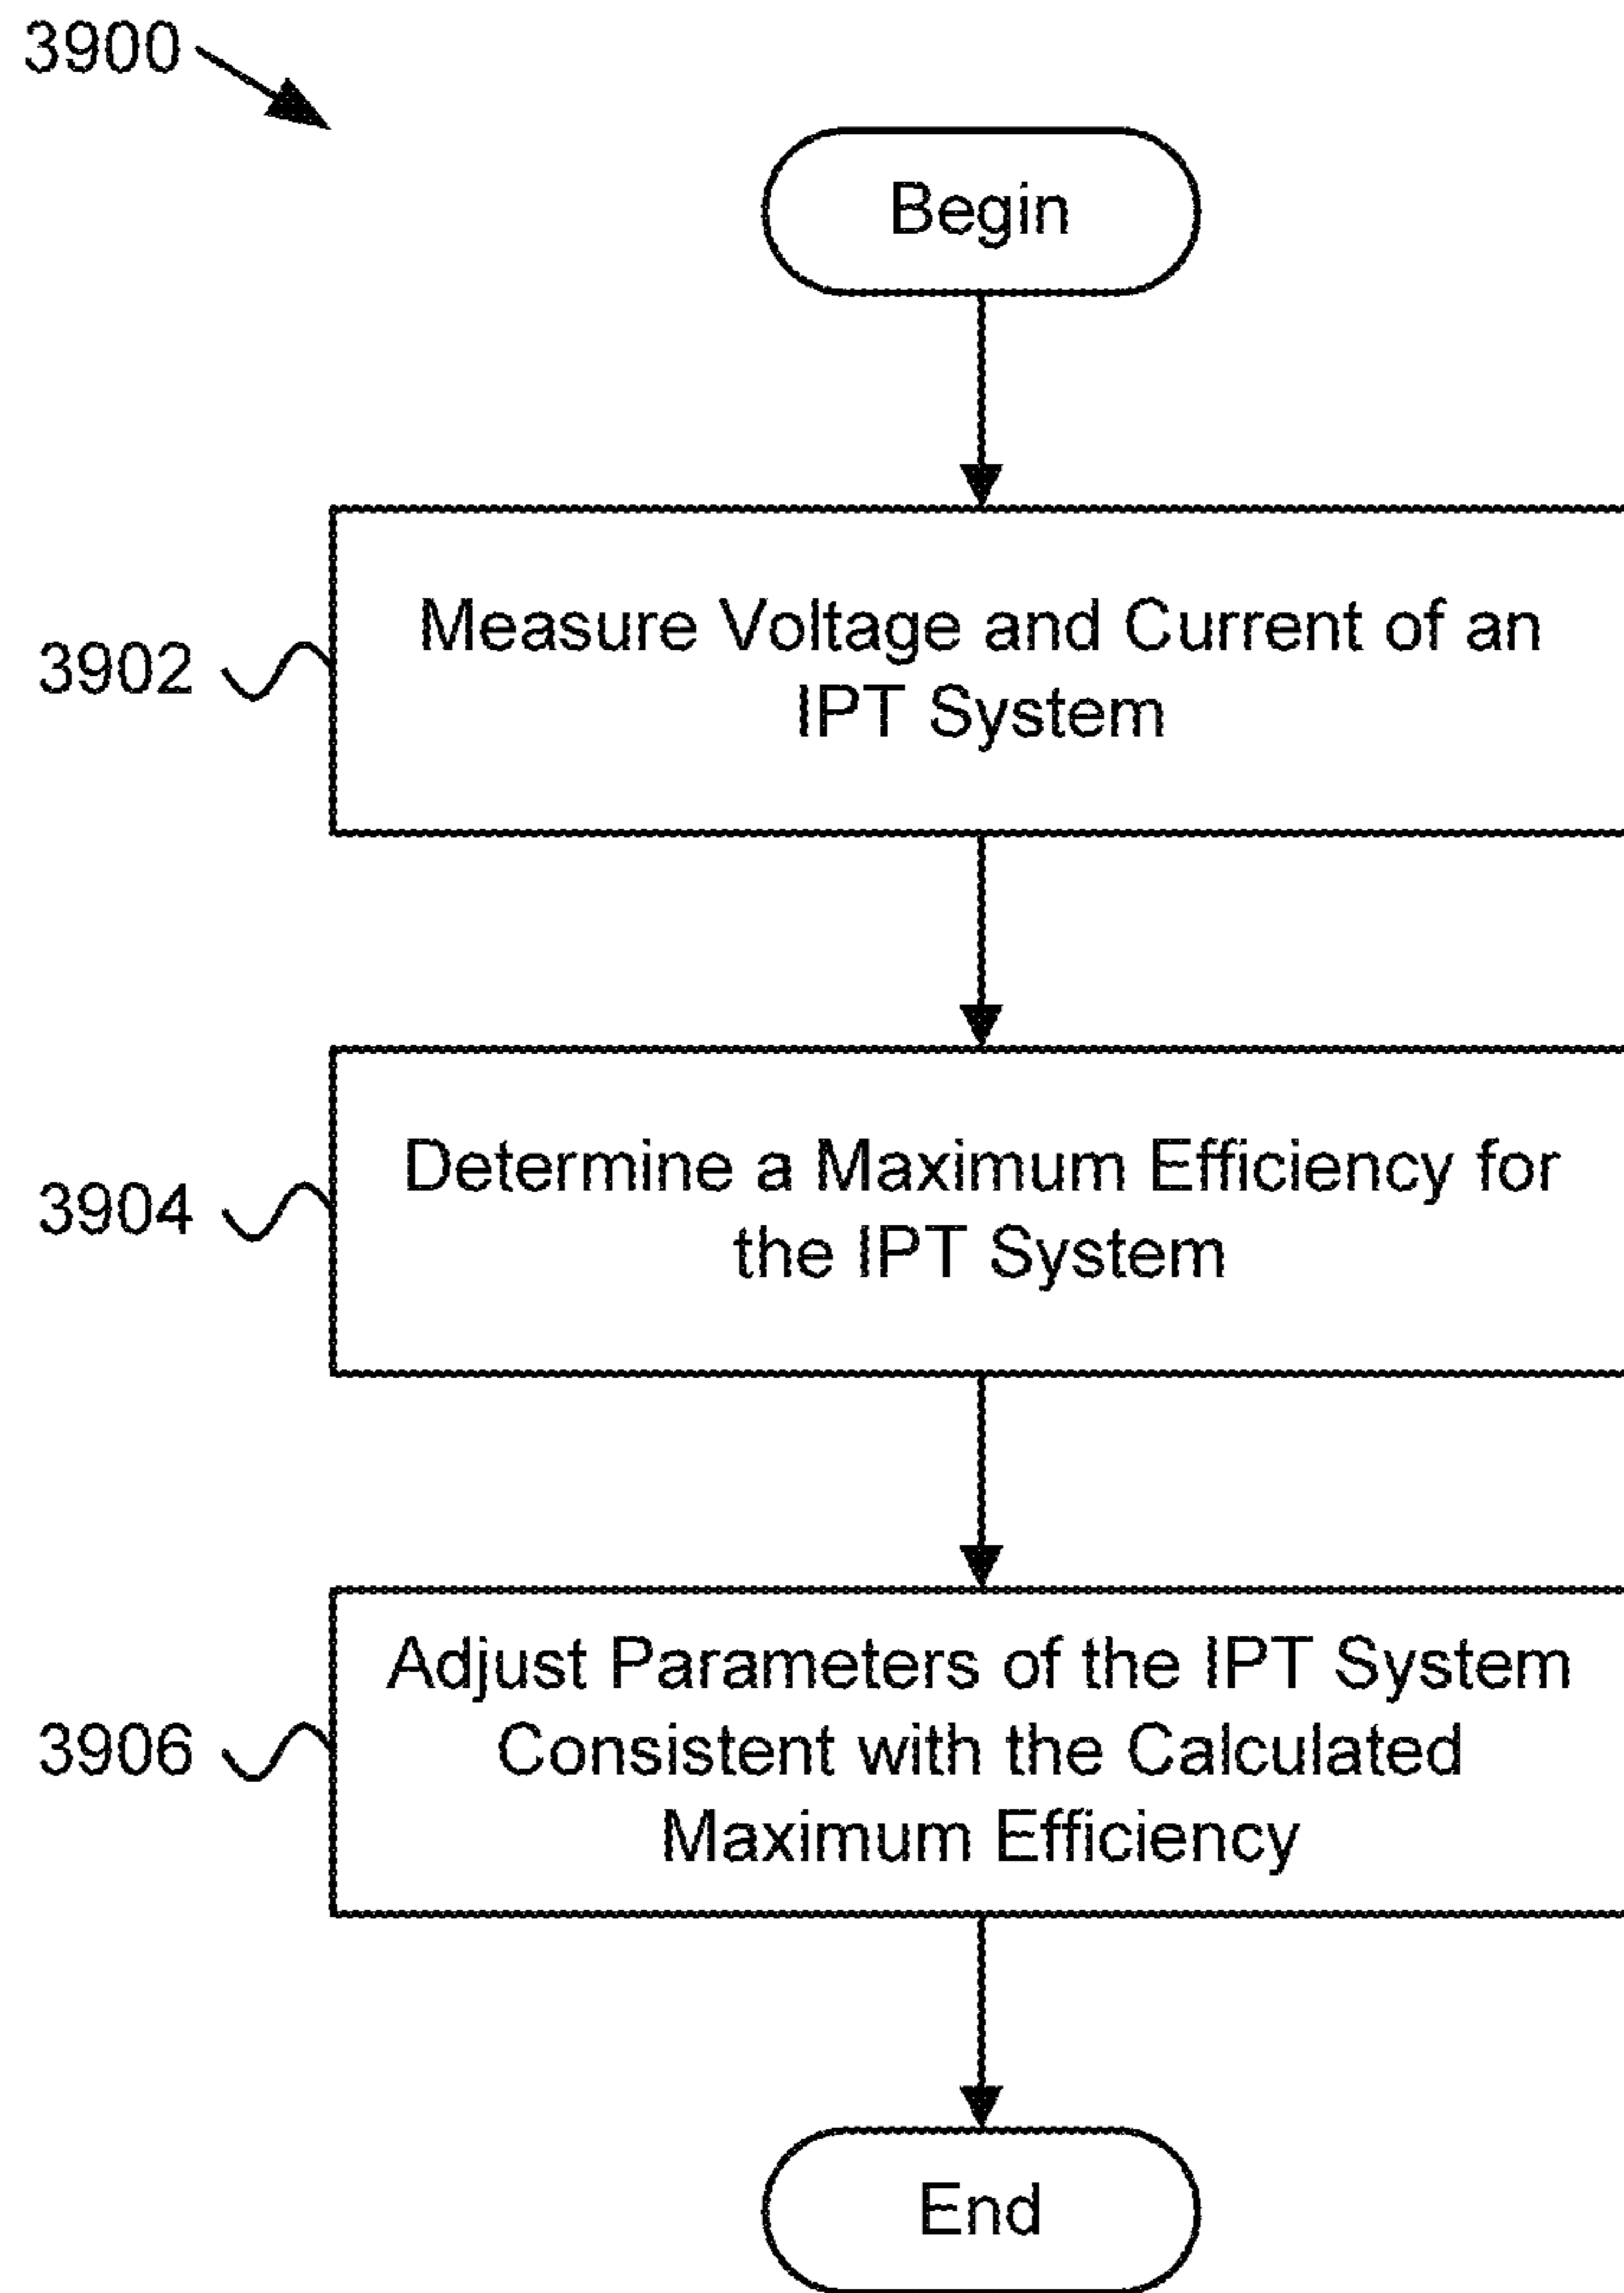 3900
Begin
3902
Measure Voltage and Current of an
IPT System
3904
Determine a Maximum Efficiency for
the IPT System
3906
Adjust Parameters of the IPT System
Consistent with the Calculated
Maximum Efficiency
End